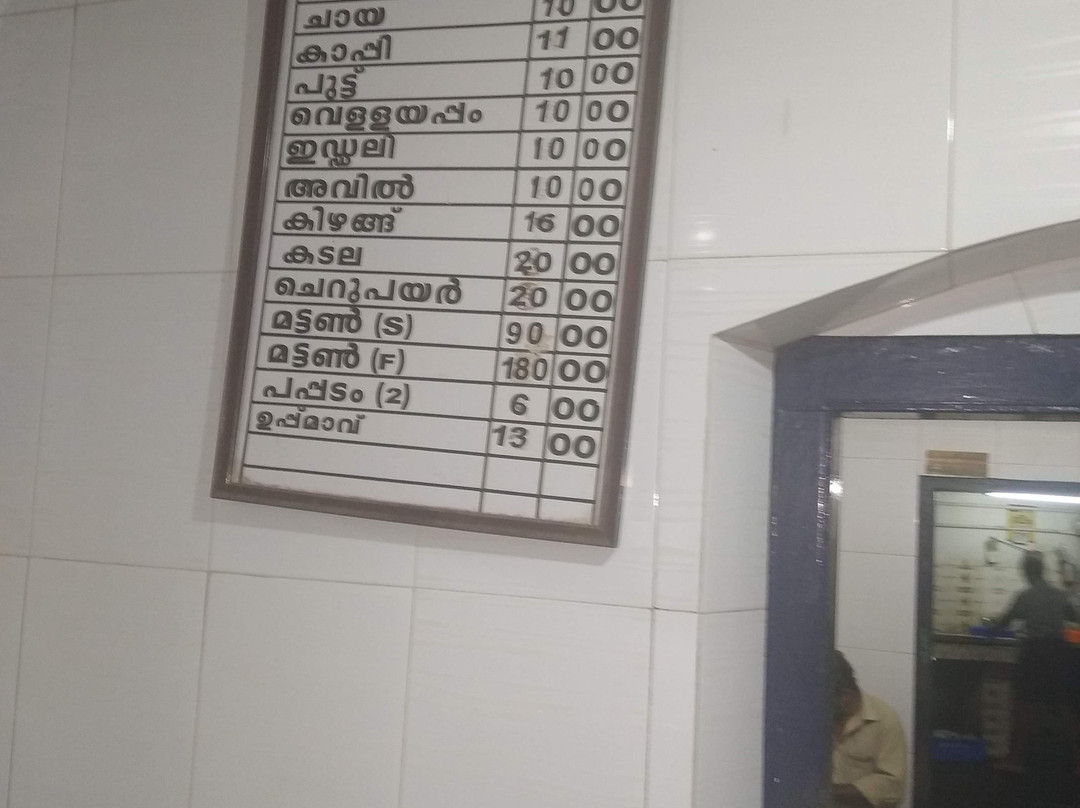 ചായ 10 00
കാപ്പി 11 00
പുട്ട് 10 00
വെള്ളയപ്പം 10 00
ഇഡ്ഡലി 10 00
അവിൽ 10 00
കിഴങ്ങ് 16 00
കടല 20 00
ചെറുപയർ 20 00
മട്ടൺ (S) 90 00
മട്ടൺ (F) 180 00
പപ്പടം (2) 6 00
ഉപ്മാവ് 13 00